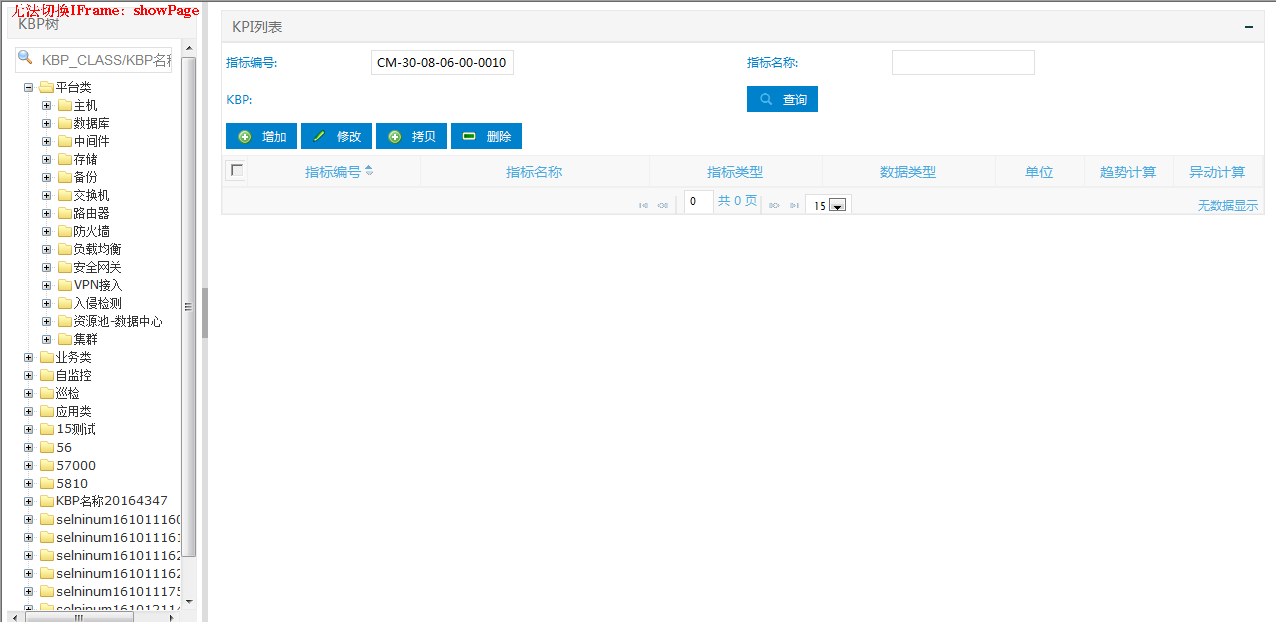 无法切换IFrame: showPage
KBP树
KBP_CLASS/KBP名称
平台类
主机
数据库
中间件
存储
备份
交换机
路由器
防火墙
负载均衡
安全网关
VPN接入
入侵检测
资源池-数据中心
集群
业务类
自监控
巡检
应用类
15测试
56
57000
5810
KBP名称20164347
selninum16101116
selninum16101116
selninum16101116
selninum16101116
selninum16101117
selninum16101211
KPI列表
指标编号: CM-30-08-06-00-0010 指标名称:
KBP: 查询
增加 修改 拷贝 删除
指标编号 指标名称 指标类型 数据类型 单位 趋势计算 异动计算
0 共 0 页 15 无数据显示